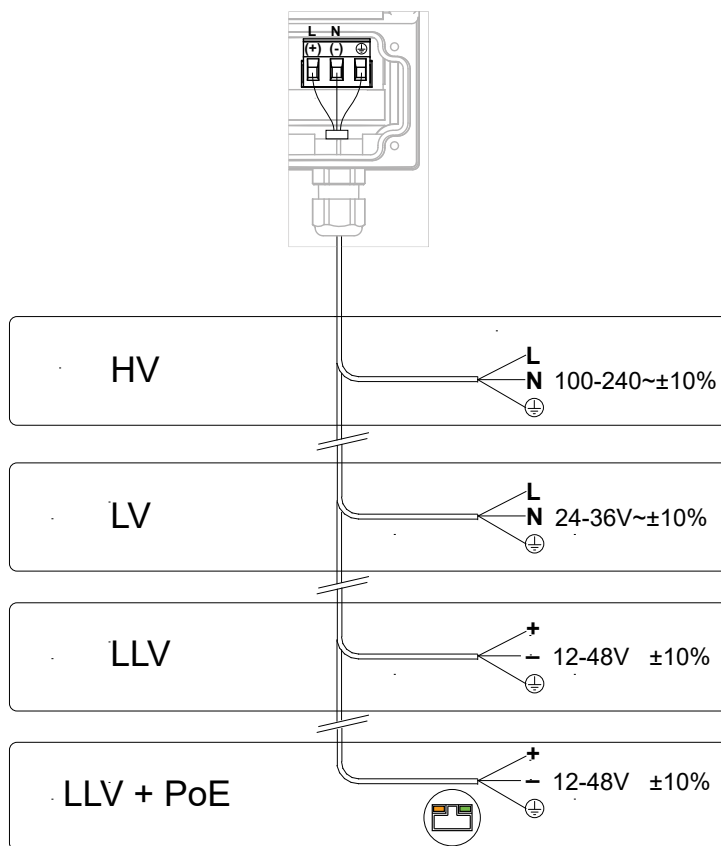 L N
(+) (-)
HV
L
N 100-240~±10%
LV
L
N 24-36V~±10%
LLV
+
– 12-48V ±10%
LLV + PoE
+
– 12-48V ±10%